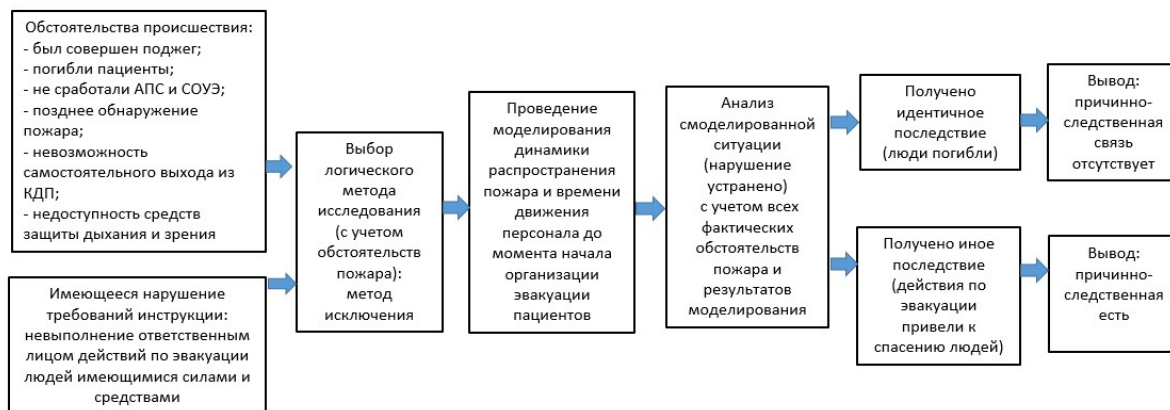 Обстоятельства происшествия:
- был совершен поджег;
- погибли пациенты;
- не сработали АПС и СОУЭ;
- позднее обнаружение
пожара;
- невозможность
самостоятельного выхода из
КДП;
- недоступность средств
защиты дыхания и зрения
Имеющееся нарушение
требований инструкции:
невыполнение ответственным
лицом действий по эвакуации
людей имеющимися силами и
средствами
Выбор
логического
метода
исследования
(с учетом
обстоятельств
пожара):
метод
исключения
Проведение
моделирования
динамики
распространения
пожара и времени
движения
персонала до
момента начала
организации
эвакуации
пациентов
Анализ
смоделированной
ситуации
(нарушение
устранено)
с учетом всех
фактических
обстоятельств
пожара и
результатов
моделирования
Получено
идентичное
последствие
(люди погибли)
Вывод:
причинно-
следственная
связь
отсутствует
Получено иное
последствие
(действия по
эвакуации
привели к
спасению людей)
Вывод:
причинно-
следственная
есть